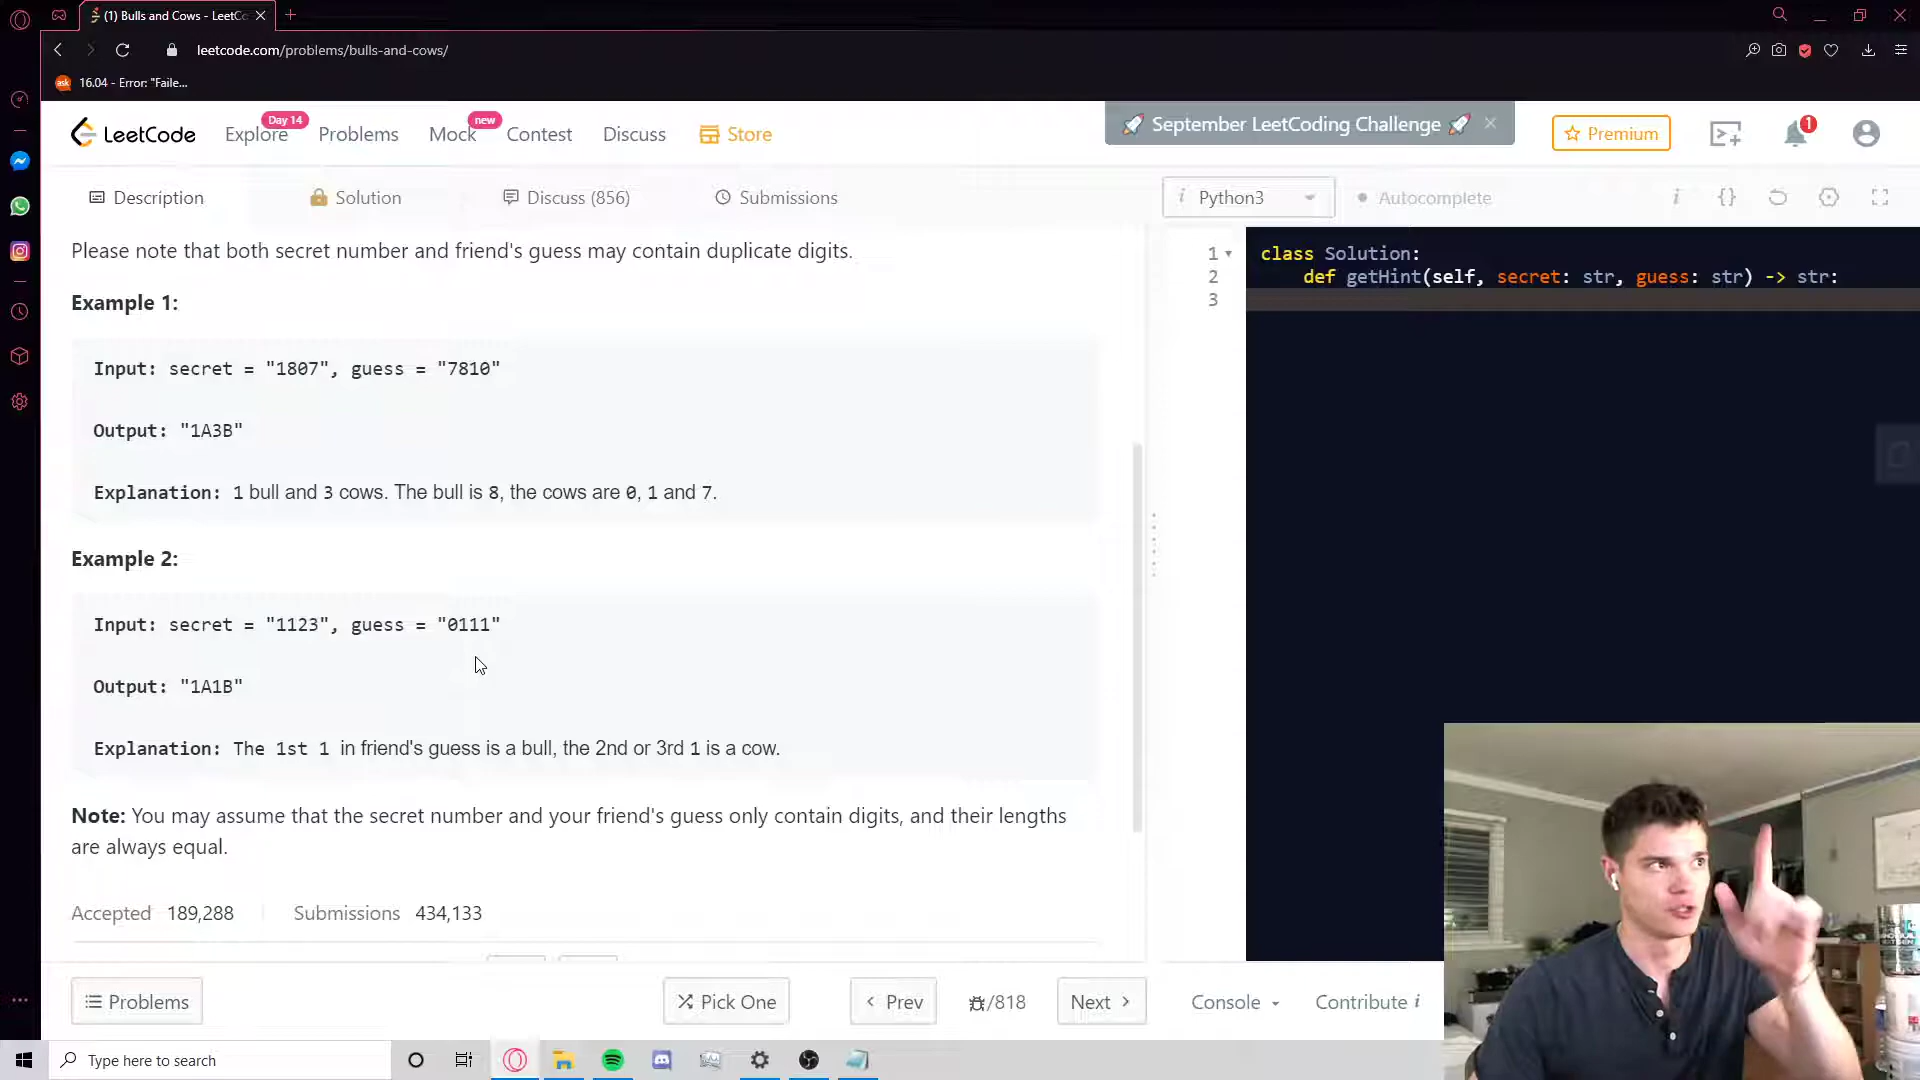 (1) Bulls and Cows - LeetCo
leetcode.com/problems/bulls-and-cows/
ask 16.04 - Error: "Faile...
LeetCode
Explore
Day 14
Problems
Mock
new
Contest
Discuss
Store
September LeetCoding Challenge
Premium
1
Description
Solution
Discuss (856)
Submissions
i Python3
Autocomplete
i {}
Please note that both secret number and friend's guess may contain duplicate digits.
Example 1:
Input: secret = "1807", guess = "7810"
Output: "1A3B"
Explanation: 1 bull and 3 cows. The bull is 8, the cows are 0, 1 and 7.
Example 2:
Input: secret = "1123", guess = "0111"
Output: "1A1B"
Explanation: The 1st 1 in friend's guess is a bull, the 2nd or 3rd 1 is a cow.
Note: You may assume that the secret number and your friend's guess only contain digits, and their lengths
are always equal.
Accepted 189,288
Submissions 434,133
1 class Solution:
2 def getHint(self, secret: str, guess: str) -> str:
3
Problems
Pick One
Prev
/818
Next
Console
Contribute i
Type here to search